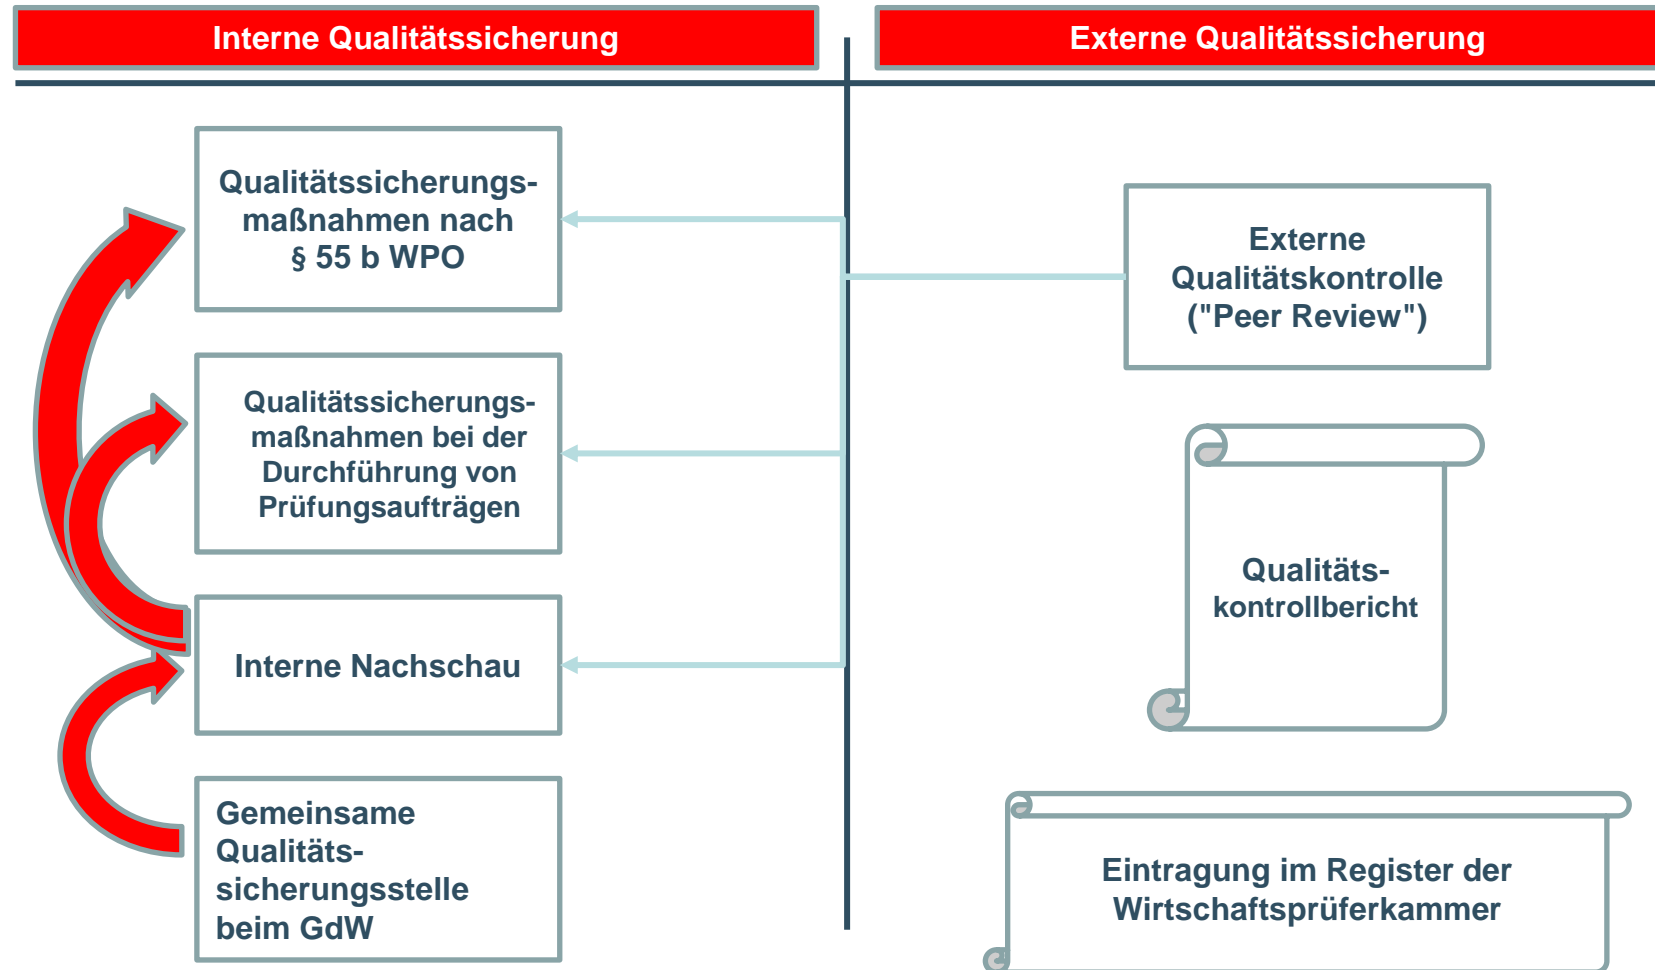 Interne Qualitätssicherung
Externe Qualitätssicherung
Qualitätssicherungs-
maßnahmen nach
§ 55 b WPO
Qualitätssicherungs-
maßnahmen bei der
Durchführung von
Prüfungsaufträgen
Interne Nachschau
Gemeinsame
Qualitäts-
sicherungsstelle
beim GdW
Externe
Qualitätskontrolle
("Peer Review")
Qualitäts-
kontrollbericht
Eintragung im Register der
Wirtschaftsprüferkammer